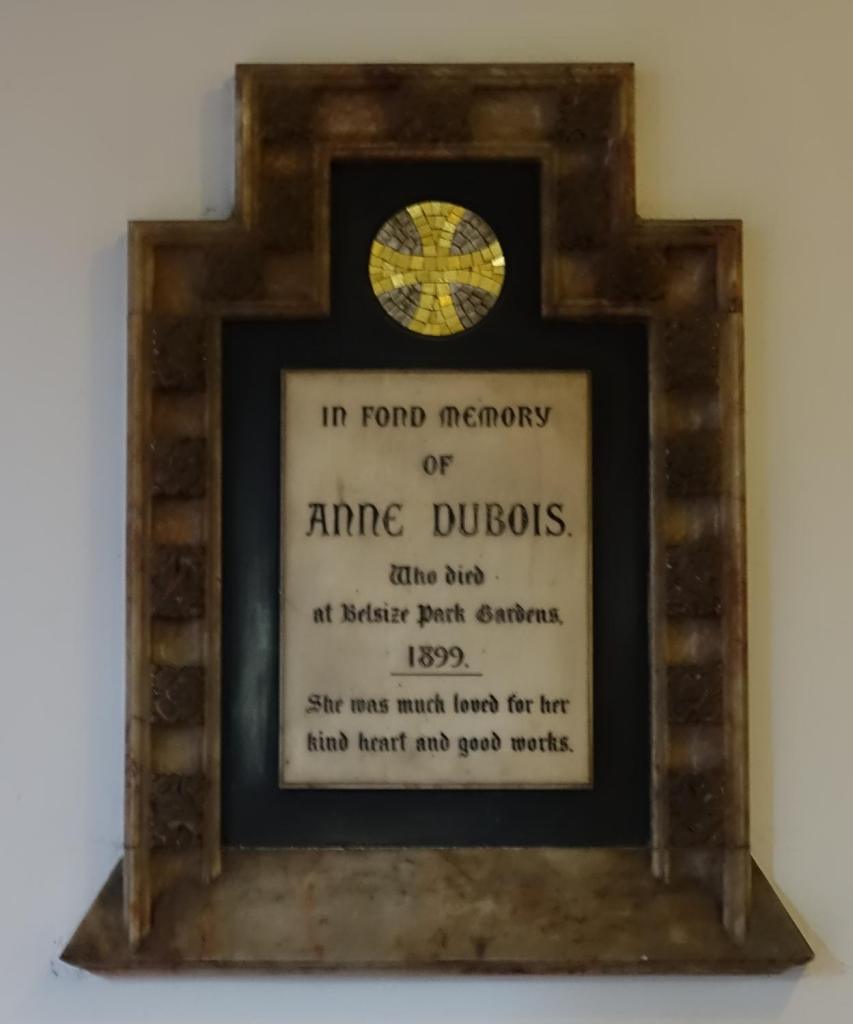 IN FOND MEMORY
OF
ANNE DUBOIS.
Who died
at Belsize Park Gardens,
1899.
She was much loved for her
kind heart and good works.